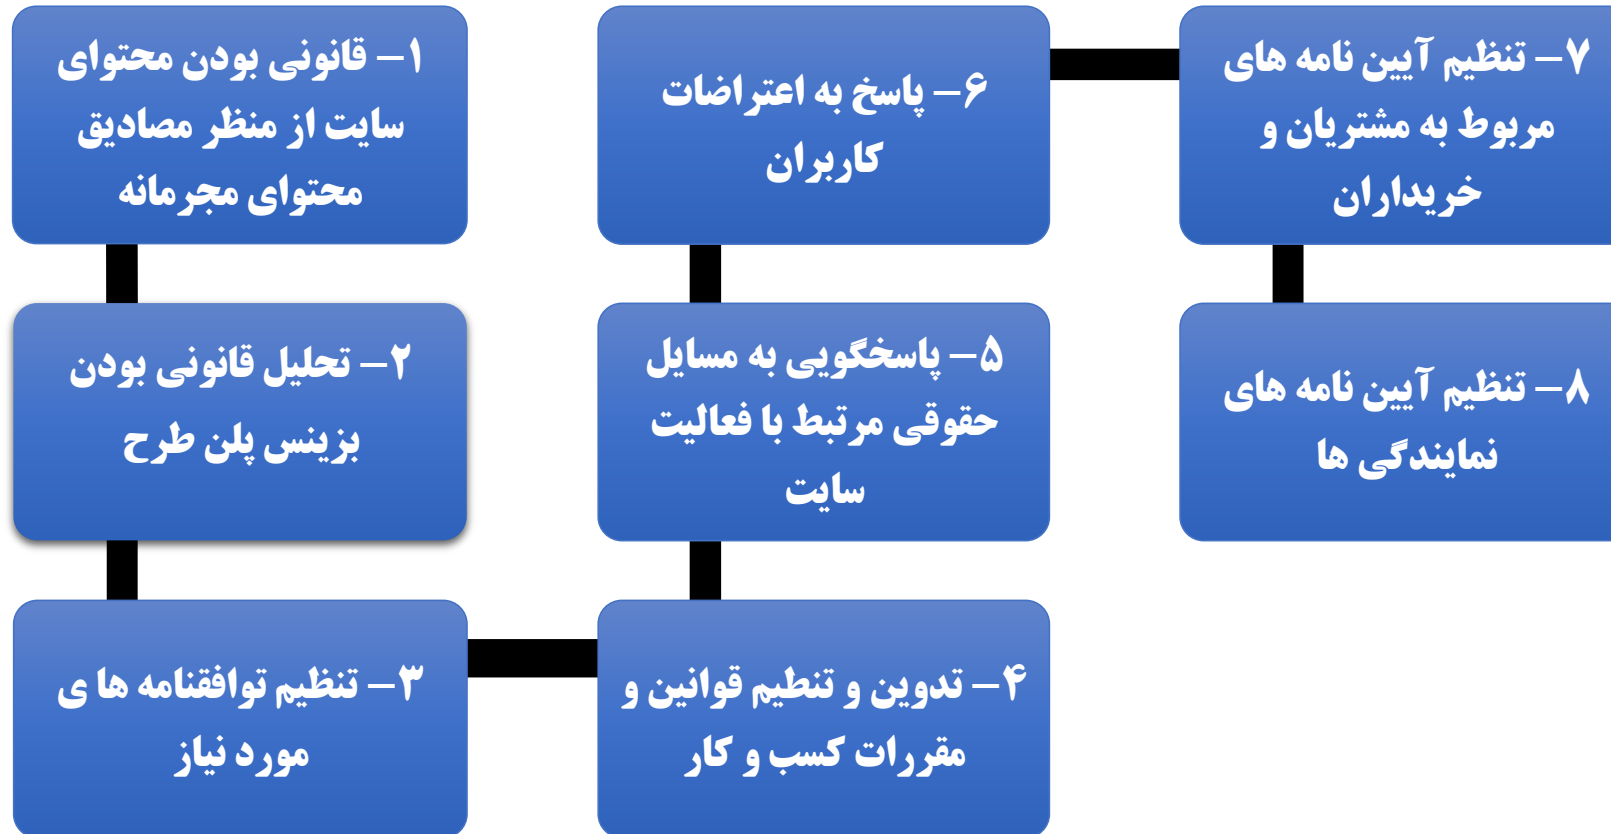 ۱- قانونی بودن محتوای
سایت از منظر مصادیق
محتوای مجرمانه
۲- تحلیل قانونی بودن
بزینس پلن طرح
۳- تنظیم توافقنامه ها ی
مورد نیاز
۴- تدوین و تنطیم قوانین و
مقررات کسب و کار
۵- پاسخگویی به مسایل
حقوقی مرتبط با فعالیت
سایت
۶- پاسخ به اعتراضات
کاربران
۷- تنظیم آیین نامه های
مربوط به مشتریان و
خریداران
۸- تنظیم آیین نامه های
نمایندگی ها